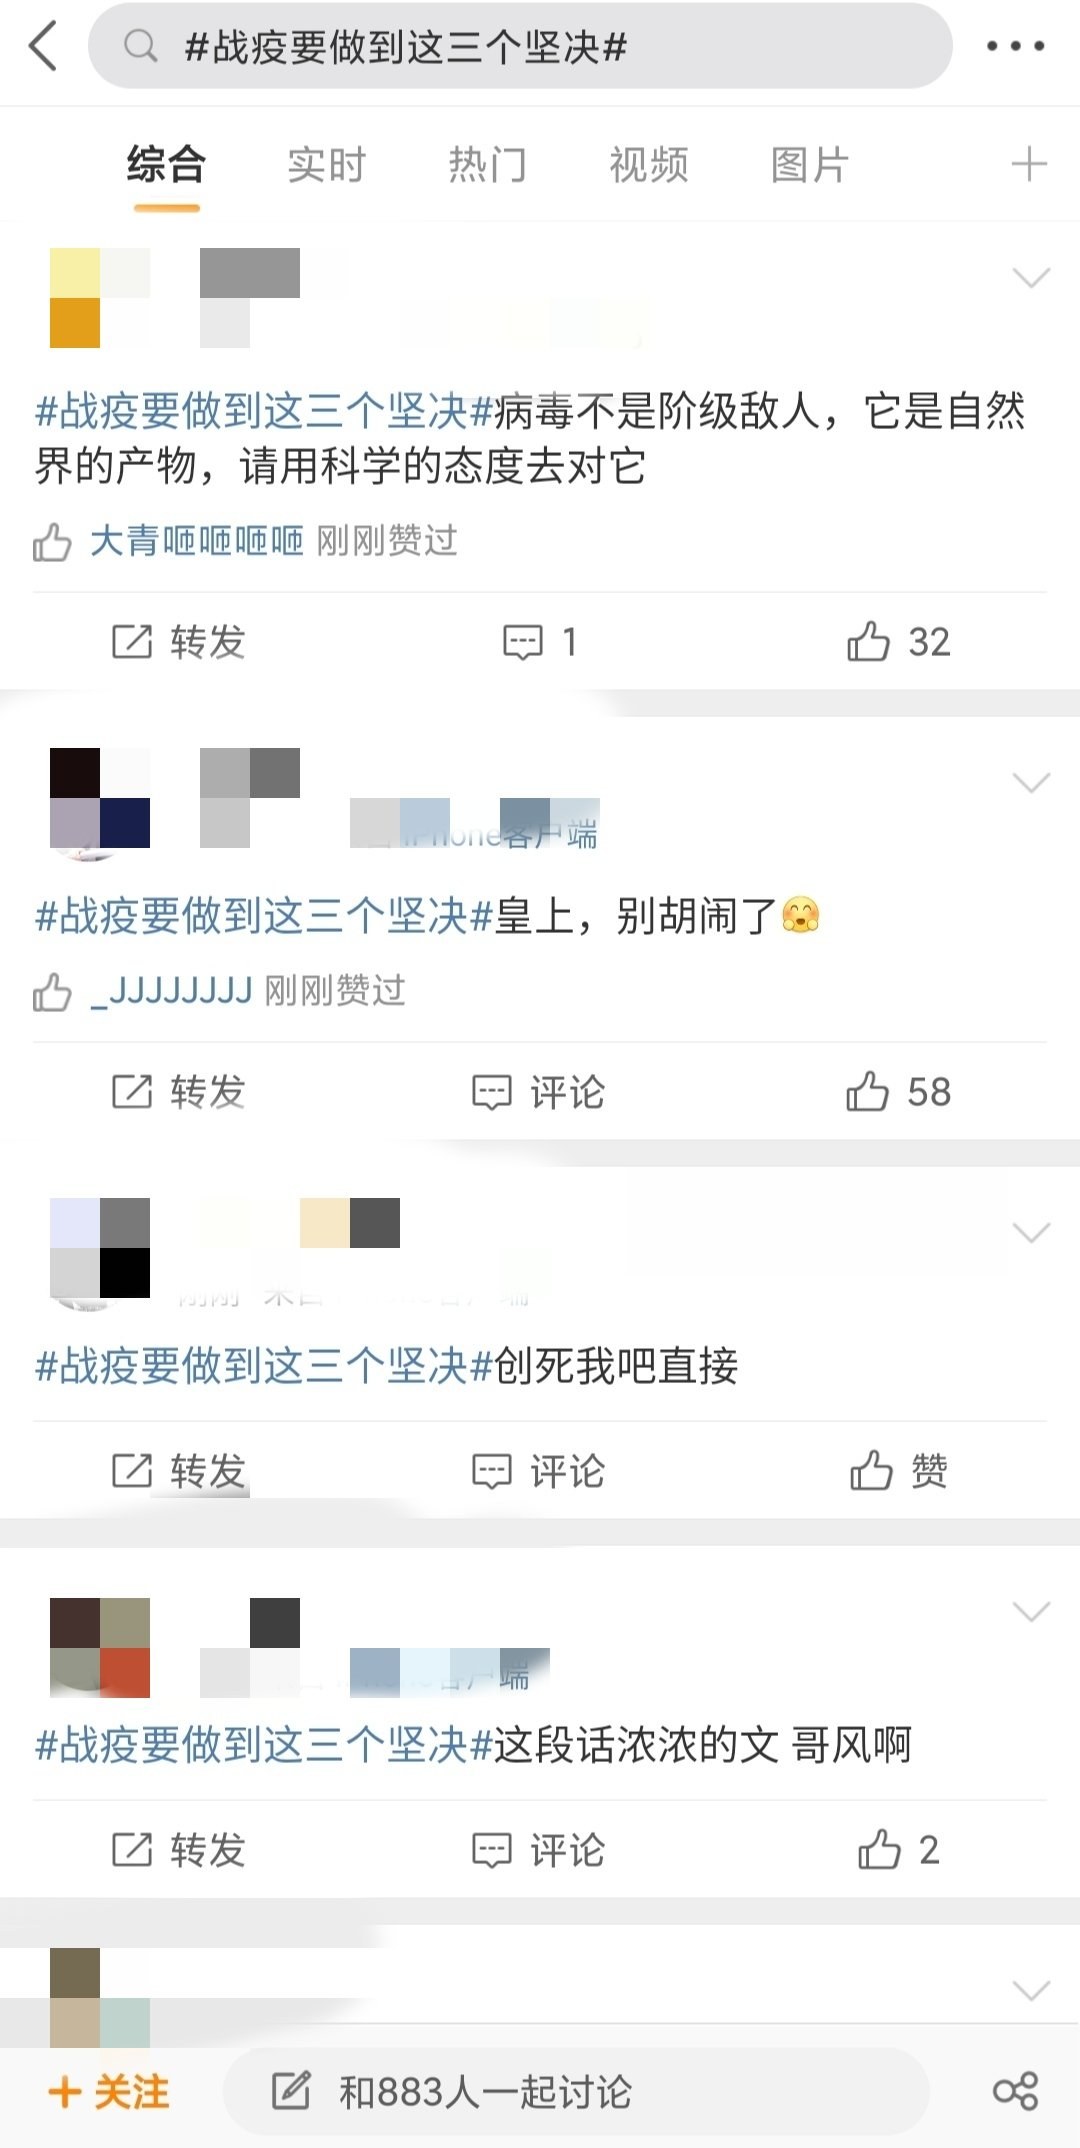 #战疫要做到这三个坚决#
综合 实时 热门 视频 图片
#战疫要做到这三个坚决#病毒不是阶级敌人，它是自然
界的产物，请用科学的态度去对它
大青咂咂咂咂 刚刚赞过
转发 1 32
iPhone客户端
#战疫要做到这三个坚决#皇上，别胡闹了
_JJJJJJJJ 刚刚赞过
转发 评论 58
#战疫要做到这三个坚决#创死我吧直接
转发 评论 赞
#战疫要做到这三个坚决#这段话浓浓的文 哥风啊
转发 评论 2
+ 关注 和883人一起讨论